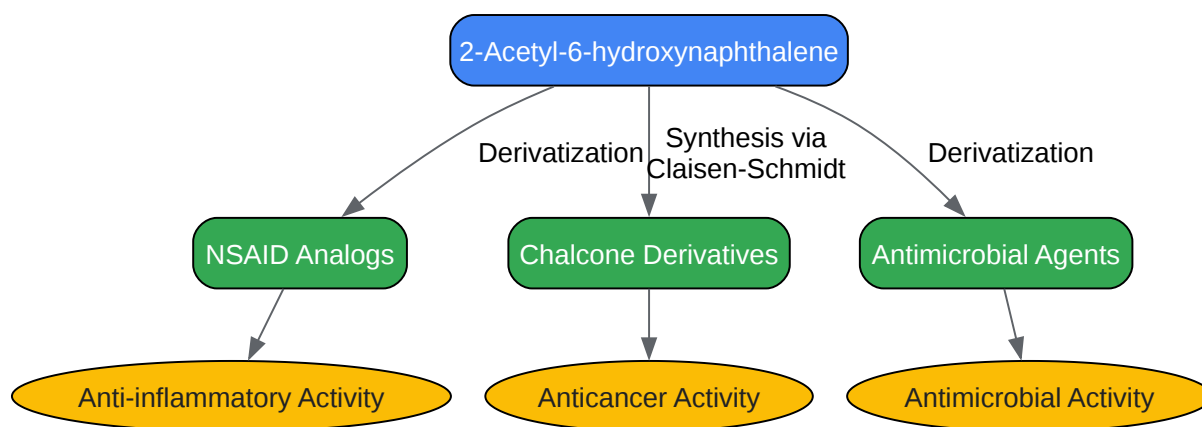 2-Acetyl-6-hydroxynaphthalene
Derivatization
Synthesis via
Claisen-Schmidt
Derivatization
NSAID Analogs
Chalcone Derivatives
Antimicrobial Agents
Anti-inflammatory Activity
Anticancer Activity
Antimicrobial Activity